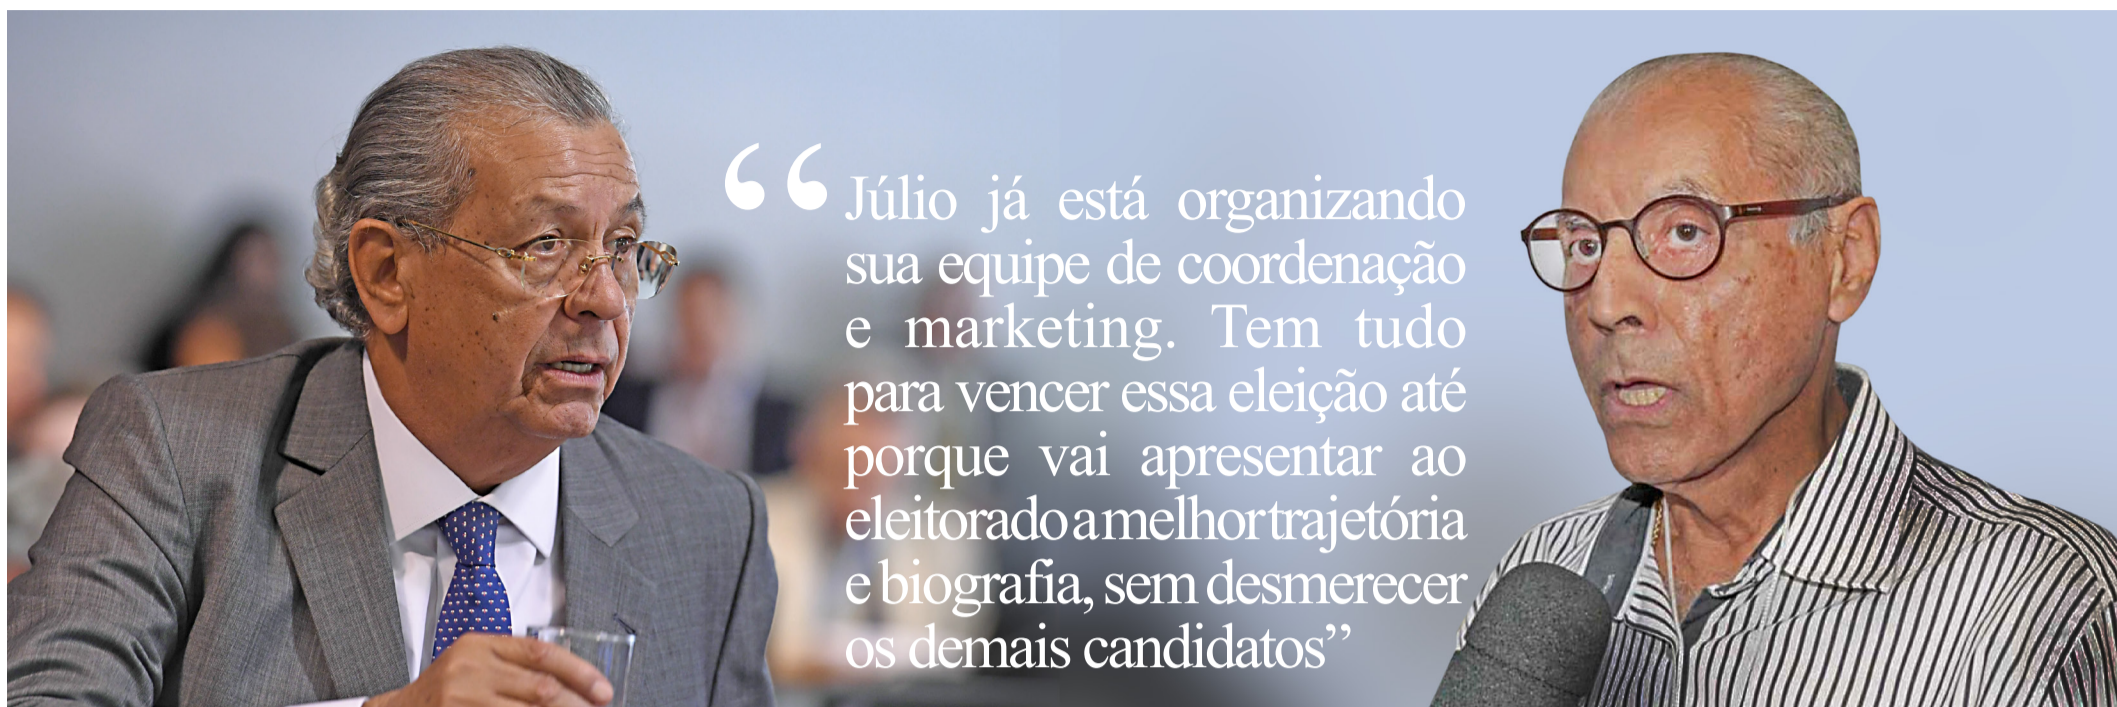 “Júlio já está organizando
sua equipe de coordenação
e marketing. Tem tudo
para vencer essa eleição até
porque vai apresentar ao
eleitorado a melhor trajetória
e biografia, sem desmerecer
os demais candidatos”